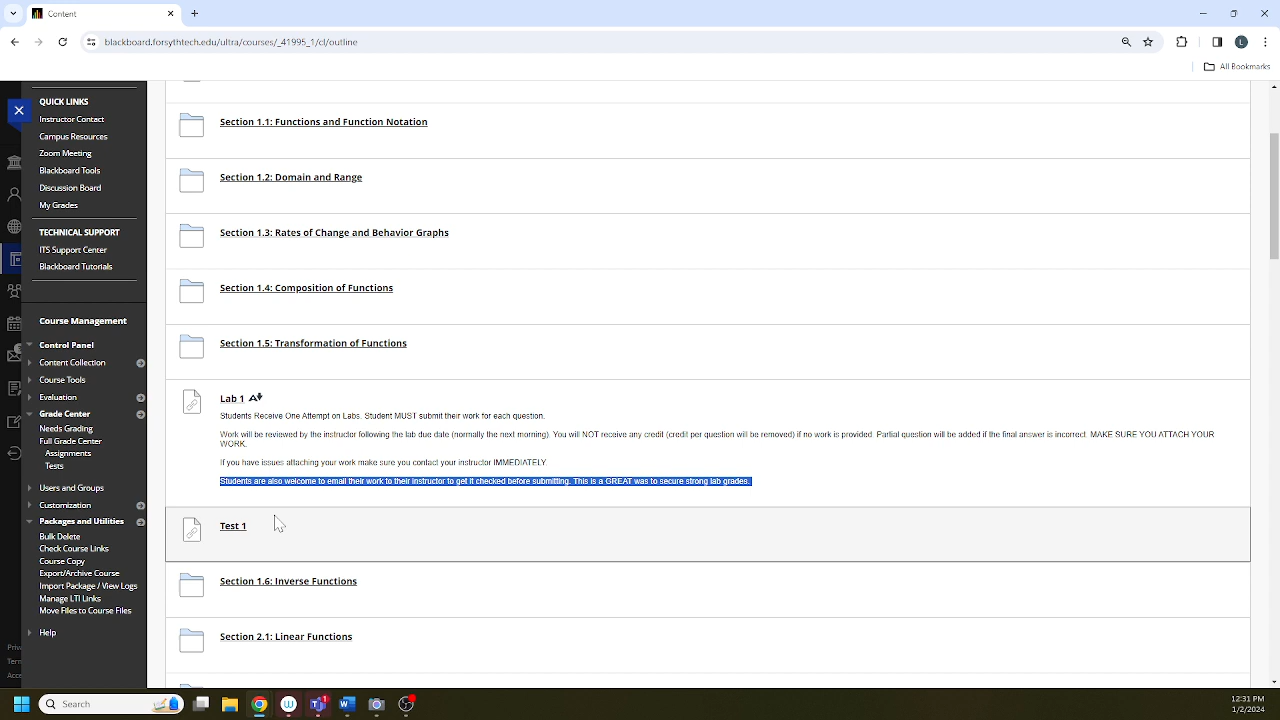 Content
blackboard.forsythtech.edu/ultra/courses/_41995_1/cl/outline
All Bookmarks
QUICK LINKS
Instructor Contact
Campus Resources
Zoom Meeting
Blackboard Tools
Discussion Board
My Grades
TECHNICAL SUPPORT
ITS Support Center
Blackboard Tutorials
Course Management
Control Panel
Content Collection
Course Tools
Evaluation
Grade Center
Needs Grading
Full Grade Center
Assignments
Tests
Users and Groups
Customization
Packages and Utilities
Bulk Delete
Check Course Links
Course Copy
Export/Archive Course
Import Package / View Logs
Manage LTI Links
Move Files to Course Files
Help
Section 1.1: Functions and Function Notation
Section 1.2: Domain and Range
Section 1.3: Rates of Change and Behavior Graphs
Section 1.4: Composition of Functions
Section 1.5: Transformation of Functions
Lab 1
Students Receive One Attempt on Labs. Student MUST submit their work for each question.
Work will be reviewed by the instructor following the lab due date (normally the next morning). You will NOT receive any credit (credit per question will be removed) if no work is provided. Partial question will be added if the final answer is incorrect. MAKE SURE YOU ATTACH YOUR
WORK.
If you have issues attaching your work make sure you contact your instructor IMMEDIATELY.
Students are also welcome to email their work to their instructor to get it checked before submitting. This is a GREAT was to secure strong lab grades.
Test 1
Section 1.6: Inverse Functions
Section 2.1: Linear Functions
Priv
Term
Acce
Search
12:31 PM
1/2/2024